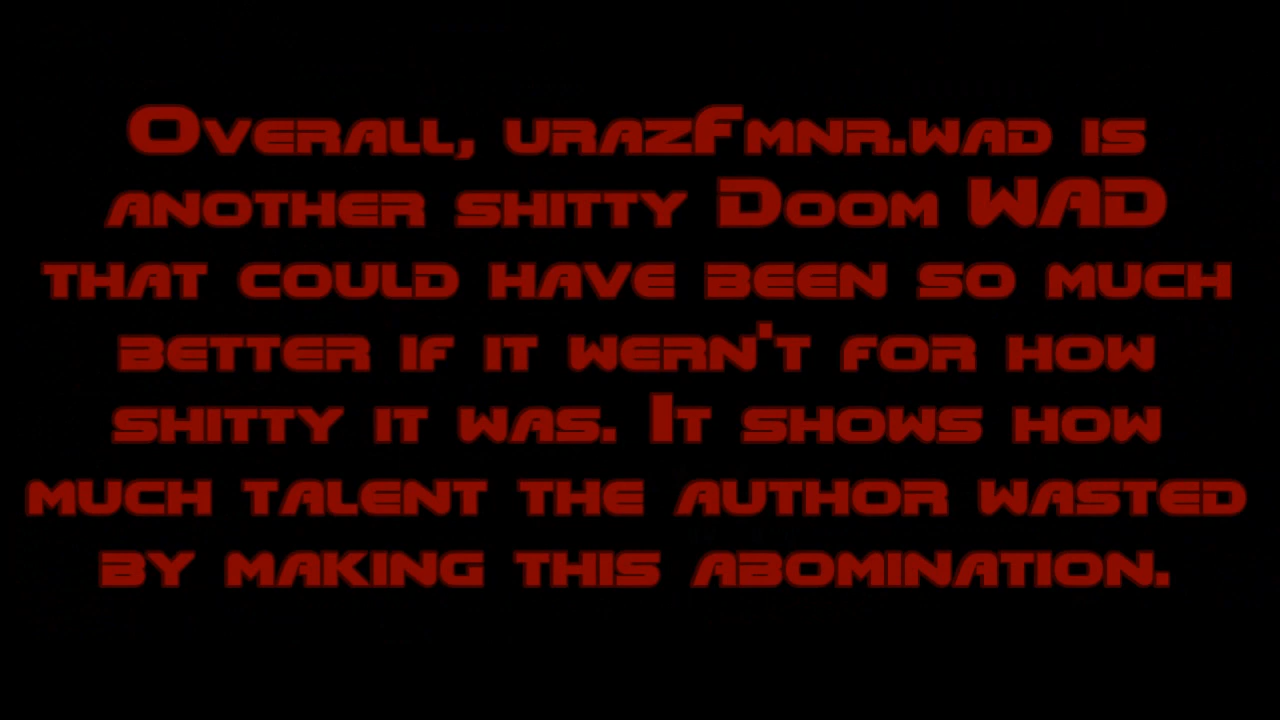 Overall, urazFmnr.wad is
another shitty Doom WAD
that could have been so much
better if it wern't for how
shitty it was. It shows how
much talent the author wasted
by making this abomination.